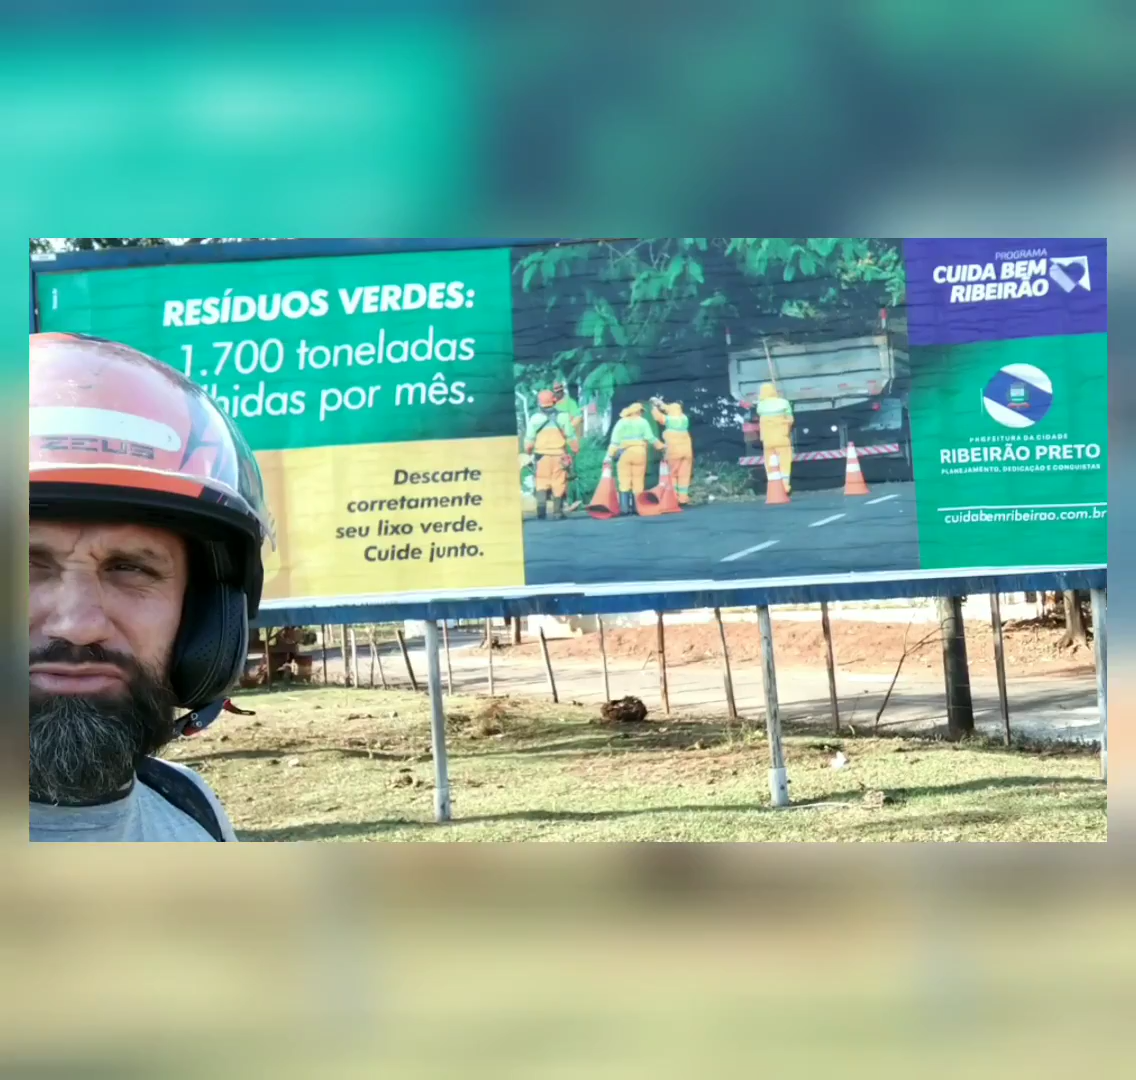 RESÍDUOS VERDES:
1.700 toneladas
lhidas por mês.
Descarte
corretamente
seu lixo verde.
Cuide junto.
PROGRAMA
CUIDA BEM
RIBEIRÃO
PREFEITURA DA CIDADE
RIBEIRÃO PRETO
PLANEJAMENTO, DEDICAÇÃO E CONQUISTAS
cuidabemribeirao.com.br
ZEUS